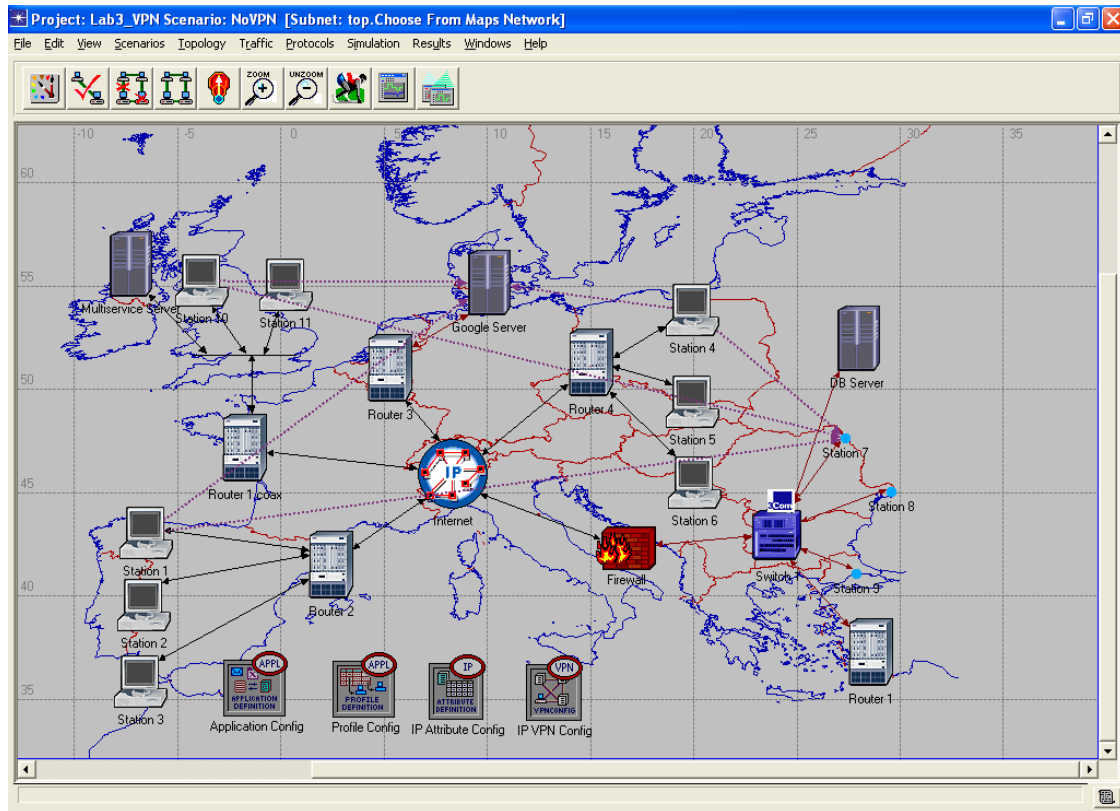 Project: Lab3_VPN Scenario: NoVPN [Subnet: top.Choose From Maps Network]
File Edit View Scenarios Topology Traffic Protocols Simulation Results Windows Help
ZOOM UNZOOM
-10 -5 0 5 10 15 20 25 30 35
60
55
Multiservice Server
Station 10
Station 11
Google Server
Station 4
50
Router 3
Router 4
DB Server
Station 5
Station 7
IP
45
Router 1 coax
Internet
Station 6
3Com
Station 8
Station 1
Firewall
Switch
Station 9
40
Router 2
Station 2
APPL
APPL
IP
VPN
35
APPLICATION
DEFINITION
PROFILE
DEFINITION
ATTRIBUTE
DEFINITION
VPNCONFIG
Station 3
Router 1
Application Config
Profile Config
IP Attribute Config
IP VPN Config